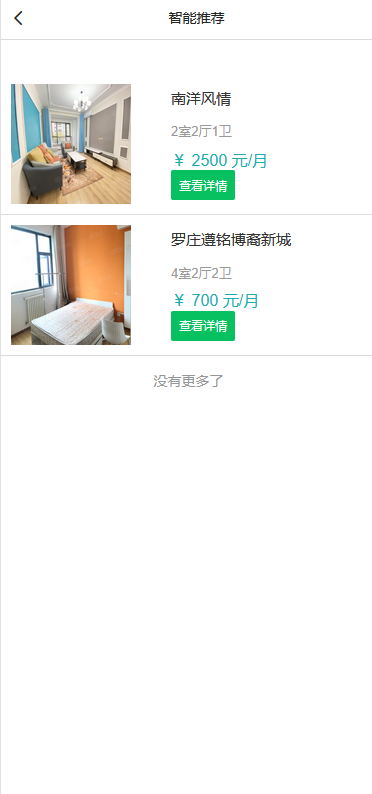 智能推荐
南洋风情
2室2厅1卫
￥ 2500 元/月
查看详情
罗庄遵铭博裔新城
4室2厅2卫
￥ 700 元/月
查看详情
没有更多了